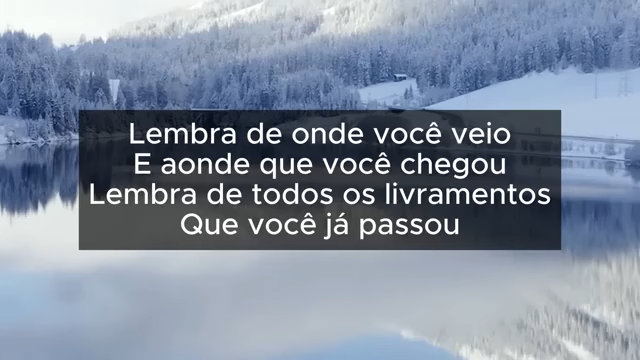 Lembra de onde você veio
E aonde que você chegou
Lembra de todos os livramentos
Que você já passou